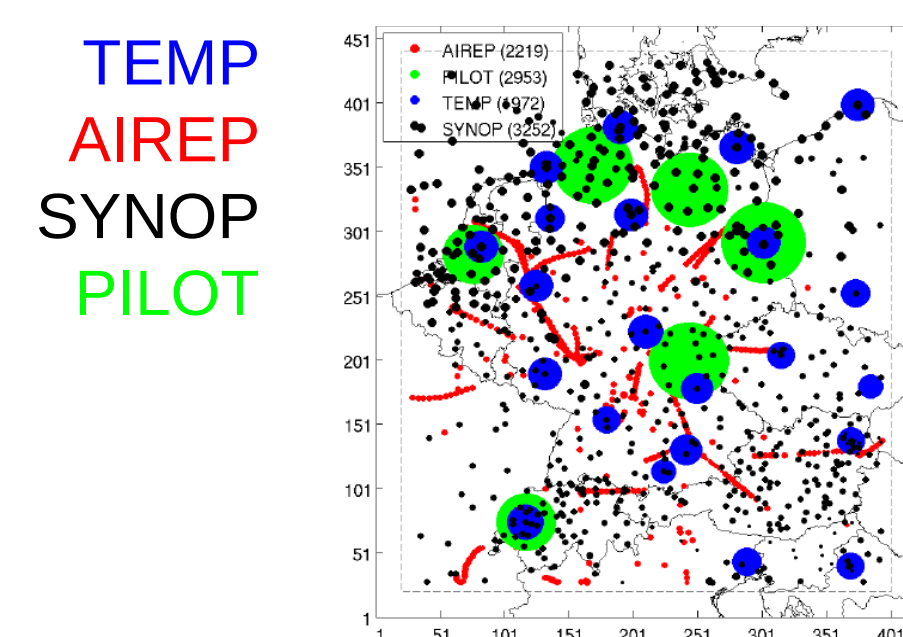 TEMP
AIREP
SYNOP
PILOT
AIREP (2219)
PILOT (2953)
TEMP (1972)
SYNOP (3252)
451
401
351
301
251
201
151
101
51
1
1 51 101 151 201 251 301 351 401